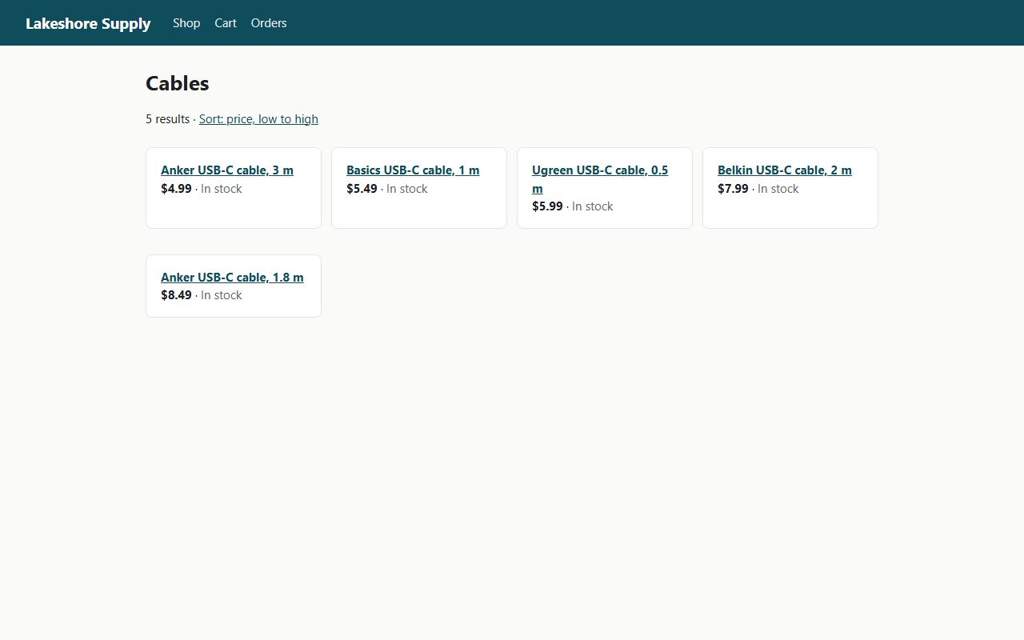 Lakeshore Supply Shop Cart Orders
Cables
5 results · Sort: price, low to high
Anker USB-C cable, 3 m
$4.99 · In stock
Basics USB-C cable, 1 m
$5.49 · In stock
Ugreen USB-C cable, 0.5
m
$5.99 · In stock
Belkin USB-C cable, 2 m
$7.99 · In stock
Anker USB-C cable, 1.8 m
$8.49 · In stock